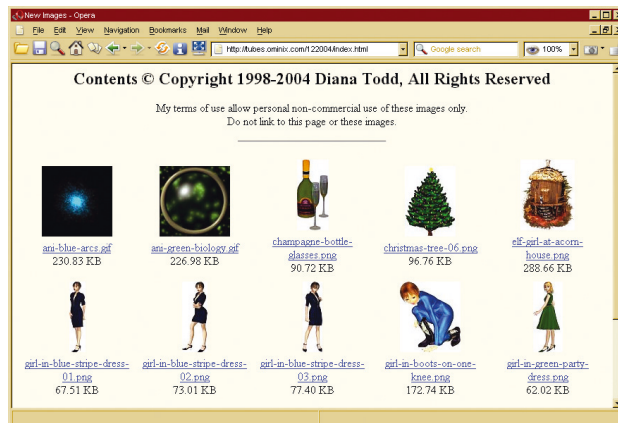 New Images - Opera
File Edit View Navigation Bookmarks Mail Window Help
http://tubes.ominix.com/122004/index.html
Google search
100%
Contents © Copyright 1998-2004 Diana Todd, All Rights Reserved
My terms of use allow personal non-commercial use of these images only.
Do not link to this page or these images.
ani-blue-arcs.gif
230.83 KB
ani-green-biology.gif
226.98 KB
champagne-bottle-
glasses.png
90.72 KB
christmas-tree-06.png
96.76 KB
elf-girl-at-acorn-
house.png
288.66 KB
girl-in-blue-stripe-dress-
01.png
67.51 KB
girl-in-blue-stripe-dress-
02.png
73.01 KB
girl-in-blue-stripe-dress-
03.png
77.40 KB
girl-in-boots-on-one-
knee.png
172.74 KB
girl-in-green-party-
dress.png
62.02 KB